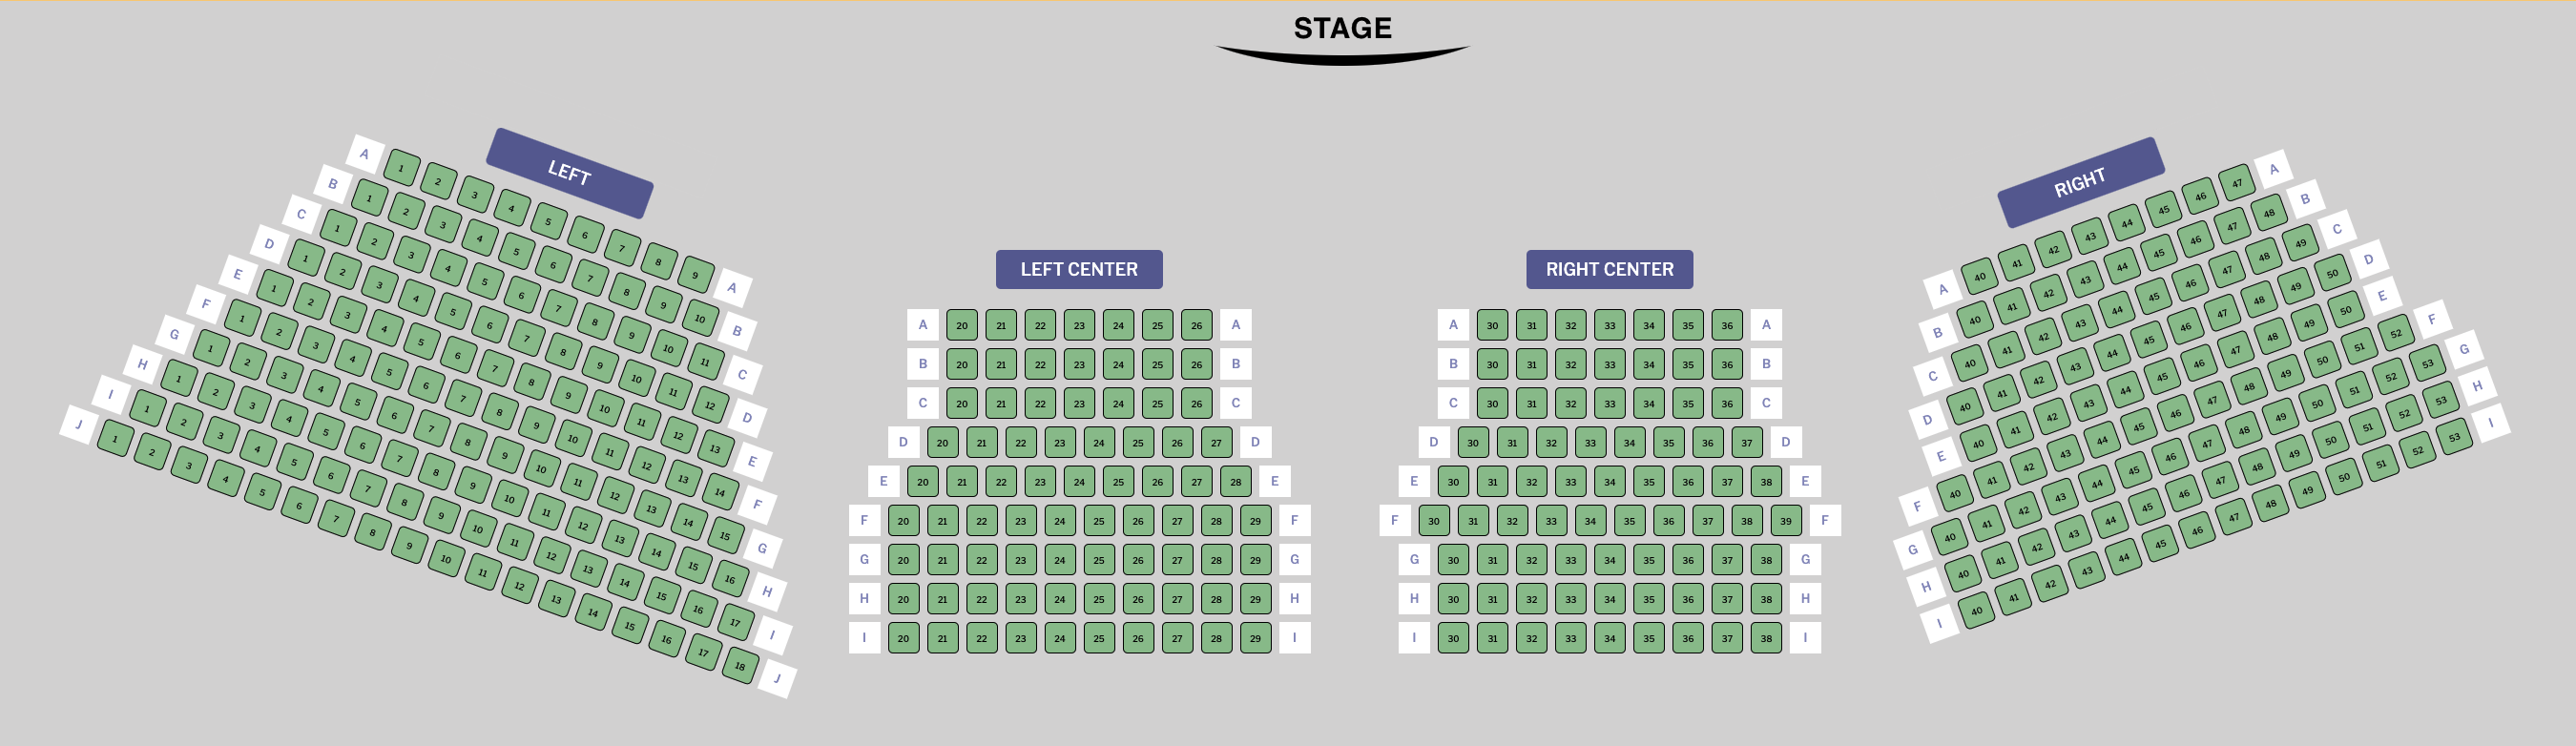 STAGE
LEFT
A 1 2 3 4 5 6 7 8 9 A
B 1 2 3 4 5 6 7 8 9 10 B
C 1 2 3 4 5 6 7 8 9 10 11 C
D 1 2 3 4 5 6 7 8 9 10 11 12 D
E 1 2 3 4 5 6 7 8 9 10 11 12 13 E
F 1 2 3 4 5 6 7 8 9 10 11 12 13 14 F
G 1 2 3 4 5 6 7 8 9 10 11 12 13 14 15 G
H 1 2 3 4 5 6 7 8 9 10 11 12 13 14 15 16 H
I 1 2 3 4 5 6 7 8 9 10 11 12 13 14 15 16 17 I
J 1 2 3 4 5 6 7 8 9 10 11 12 13 14 15 16 17 18 J
LEFT CENTER
A 20 21 22 23 24 25 26 A
B 20 21 22 23 24 25 26 B
C 20 21 22 23 24 25 26 C
D 20 21 22 23 24 25 26 27 D
E 20 21 22 23 24 25 26 27 28 E
F 20 21 22 23 24 25 26 27 28 29 F
G 20 21 22 23 24 25 26 27 28 29 G
H 20 21 22 23 24 25 26 27 28 29 H
I 20 21 22 23 24 25 26 27 28 29 I
RIGHT CENTER
A 30 31 32 33 34 35 36 A
B 30 31 32 33 34 35 36 B
C 30 31 32 33 34 35 36 C
D 30 31 32 33 34 35 36 37 D
E 30 31 32 33 34 35 36 37 38 E
F 30 31 32 33 34 35 36 37 38 39 F
G 30 31 32 33 34 35 36 37 38 G
H 30 31 32 33 34 35 36 37 38 H
I 30 31 32 33 34 35 36 37 38 I
RIGHT
A 40 41 42 43 44 45 46 47 A
B 40 41 42 43 44 45 46 47 48 B
C 40 41 42 43 44 45 46 47 48 49 C
D 40 41 42 43 44 45 46 47 48 49 50 D
E 40 41 42 43 44 45 46 47 48 49 50 E
F 40 41 42 43 44 45 46 47 48 49 50 51 52 F
G 40 41 42 43 44 45 46 47 48 49 50 51 52 53 G
H 40 41 42 43 44 45 46 47 48 49 50 51 52 53 H
I 40 41 42 43 44 45 46 47 48 49 50 51 52 53 I